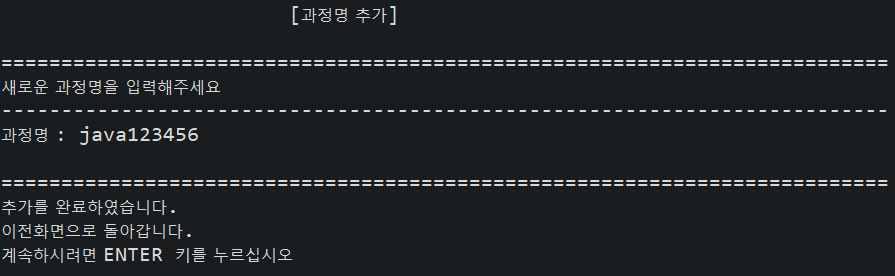 [과정명 추가]
==========================================================================
새로운 과정명을 입력해주세요
--------------------------------------------------------------------------
과정명 : java123456
==========================================================================
추가를 완료하였습니다.
이전화면으로 돌아갑니다.
계속하시려면 ENTER 키를 누르십시오